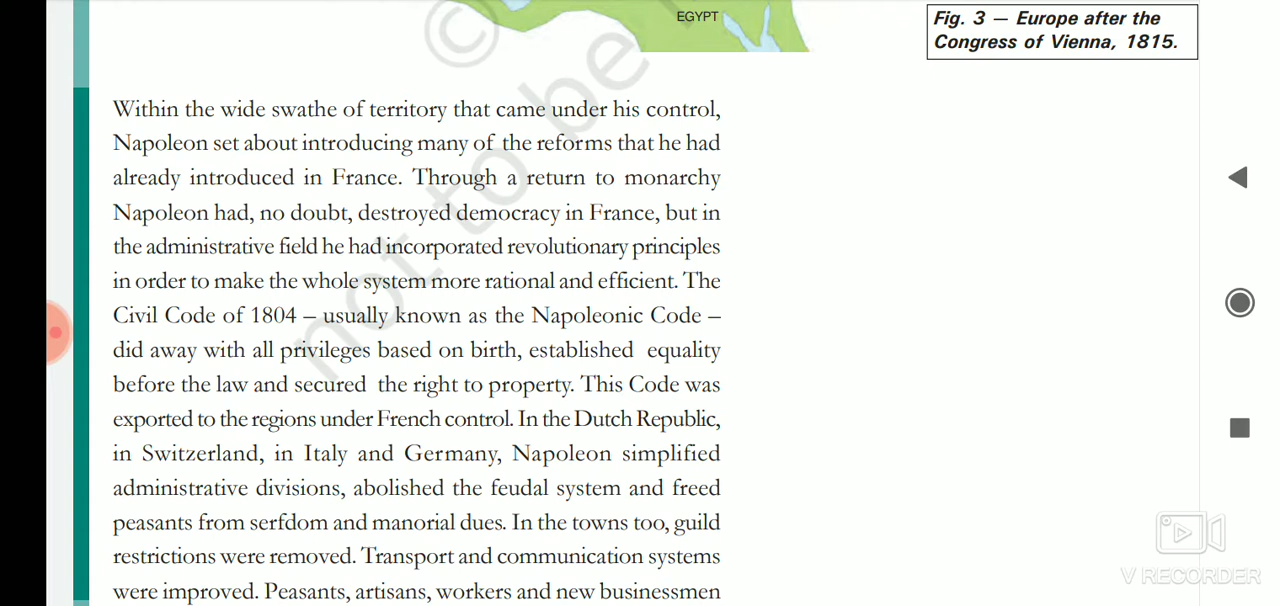 EGYPT
Fig. 3 — Europe after the
Congress of Vienna, 1815.
©
not to be
Within the wide swathe of territory that came under his control,
Napoleon set about introducing many of the reforms that he had
already introduced in France. Through a return to monarchy
Napoleon had, no doubt, destroyed democracy in France, but in
the administrative field he had incorporated revolutionary principles
in order to make the whole system more rational and efficient. The
Civil Code of 1804 – usually known as the Napoleonic Code –
did away with all privileges based on birth, established equality
before the law and secured the right to property. This Code was
exported to the regions under French control. In the Dutch Republic,
in Switzerland, in Italy and Germany, Napoleon simplified
administrative divisions, abolished the feudal system and freed
peasants from serfdom and manorial dues. In the towns too, guild
restrictions were removed. Transport and communication systems
were improved. Peasants, artisans, workers and new businessmen
V RECORDER